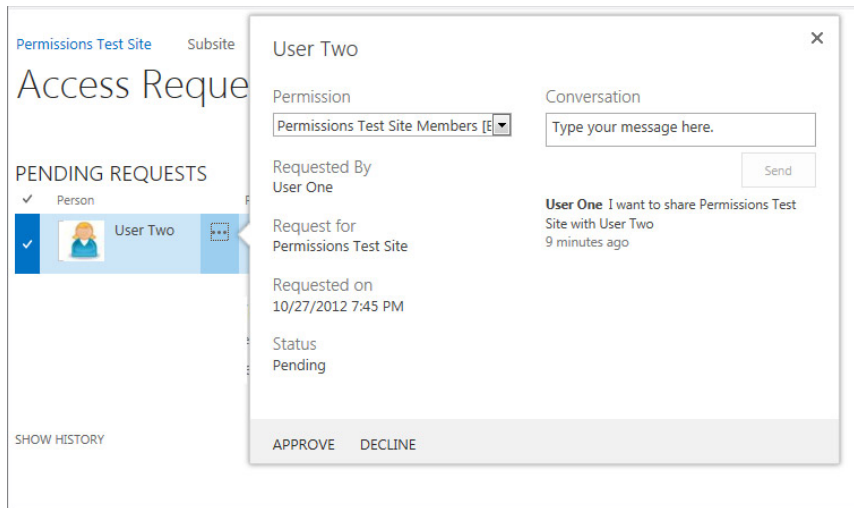 Permissions Test Site Subsite
Access Reque
PENDING REQUESTS
Person
User Two
SHOW HISTORY
User Two
Permission
Permissions Test Site Members [E
Requested By
User One
Request for
Permissions Test Site
Requested on
10/27/2012 7:45 PM
Status
Pending
Conversation
Type your message here.
Send
User One I want to share Permissions Test
Site with User Two
9 minutes ago
APPROVE DECLINE